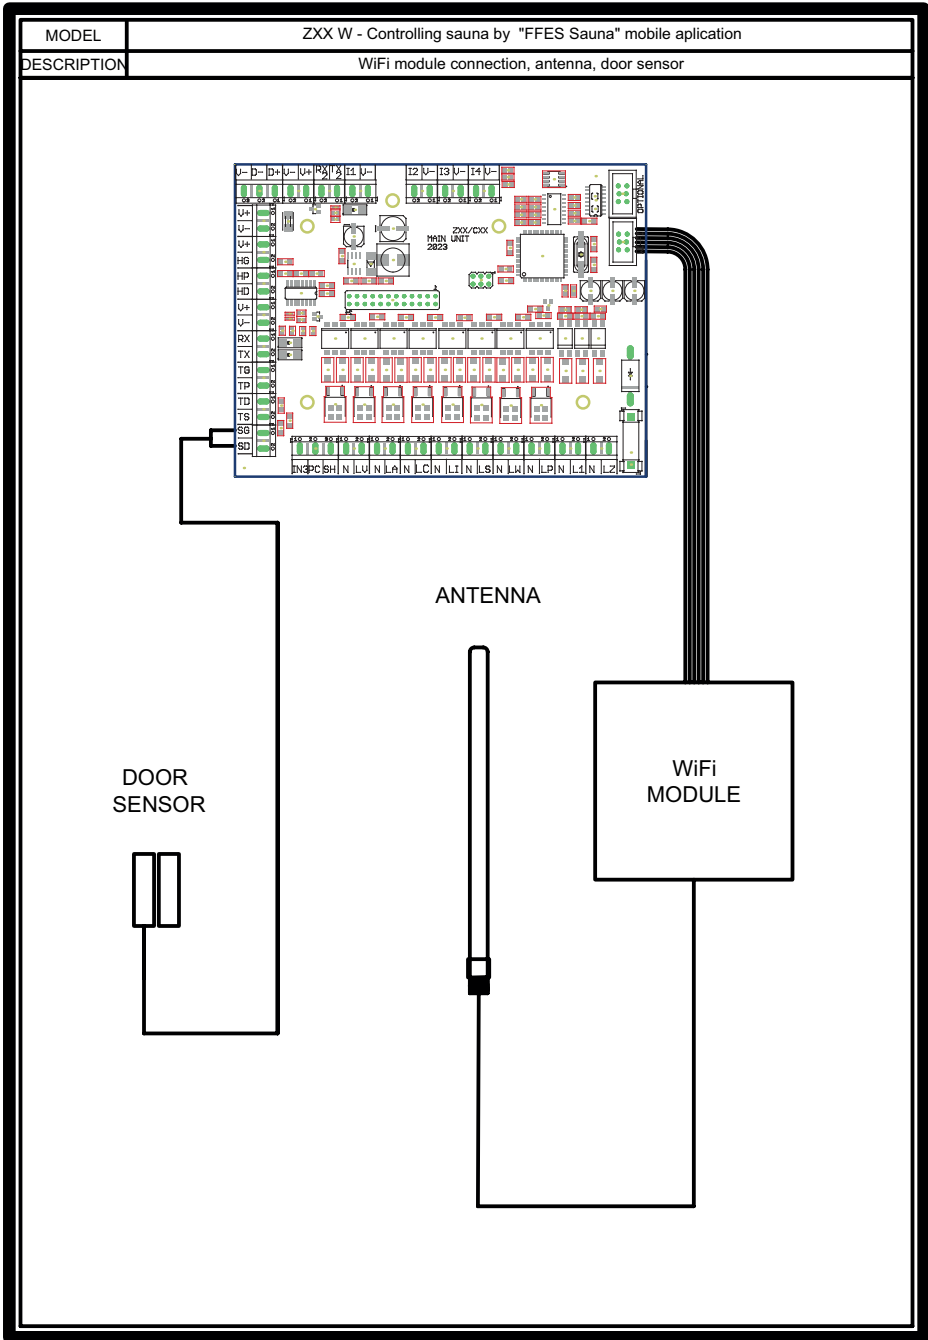 MODEL
ZXX W - Controlling sauna by "FFES Sauna" mobile aplication
DESCRIPTION
WiFi module connection, antenna, door sensor
V- D- D+ V- V+ RX2 TX2 I1 V-
I2 V- I3 V- I4 V-
OPTIONAL
V+
V-
V+
HG
HP
HD
V+
V-
RX
TX
TG
TP
TD
TS
SG
SD
ZXX/CXX
MAIN UNIT
2023
IN3 PC SH N LV N LA N LC N LI N LS N LW N LP N L1 N LZ
ANTENNA
DOOR
SENSOR
WiFi
MODULE